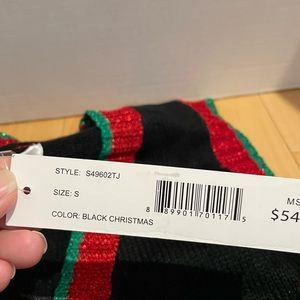 STYLE: S49602TJ
SIZE: S
COLOR: BLACK CHRISTMAS
8 89901 70117 5
MS
$54